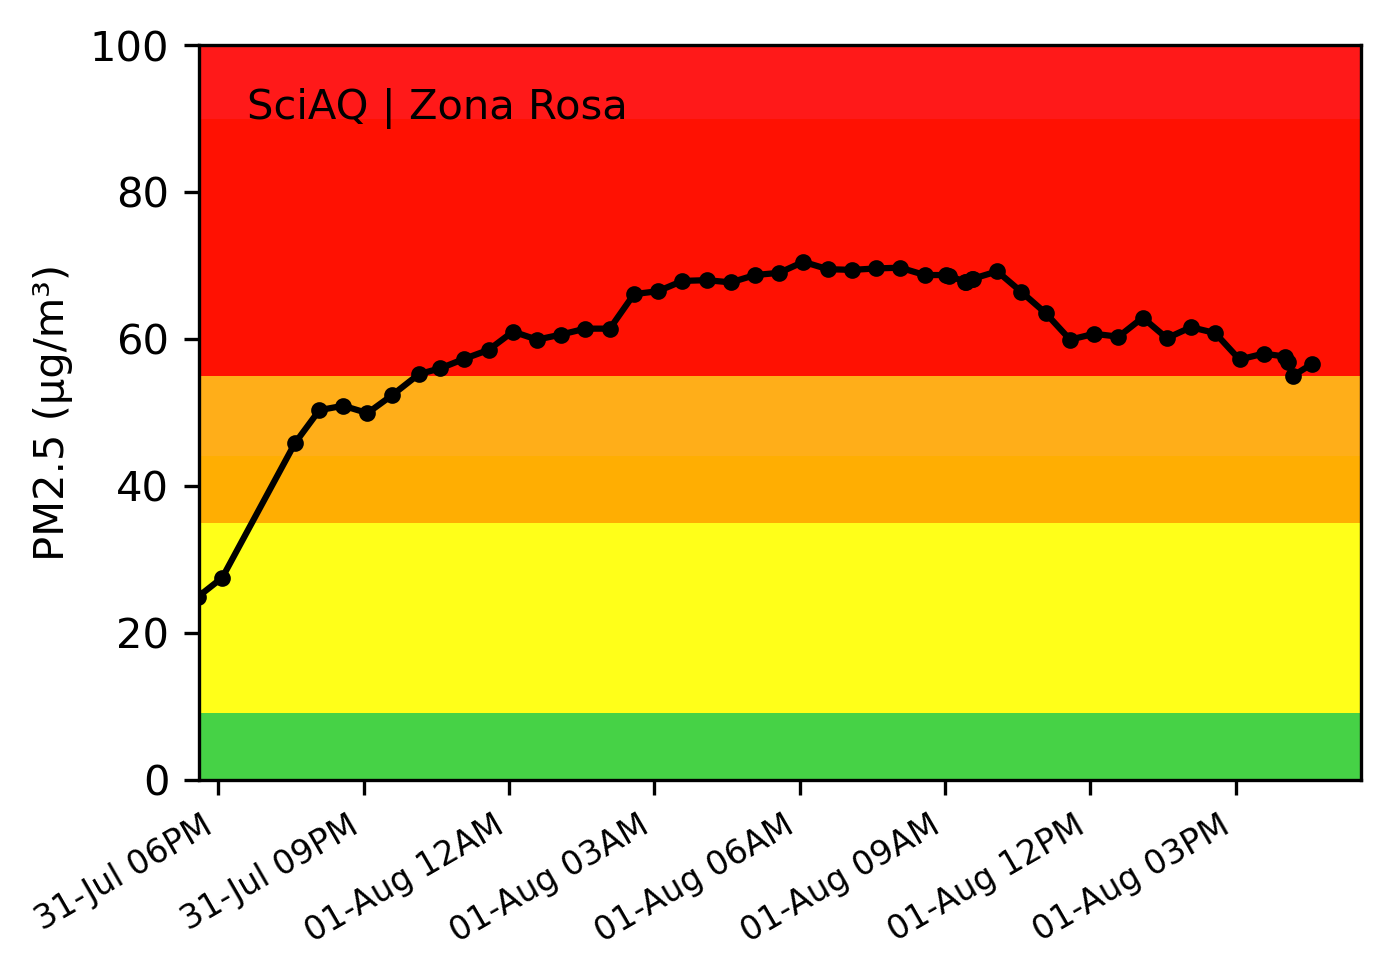 SciAQ | Zona Rosa
PM2.5 (µg/m³)
100
80
60
40
20
0
31-Jul 06PM
31-Jul 09PM
01-Aug 12AM
01-Aug 03AM
01-Aug 06AM
01-Aug 09AM
01-Aug 12PM
01-Aug 03PM